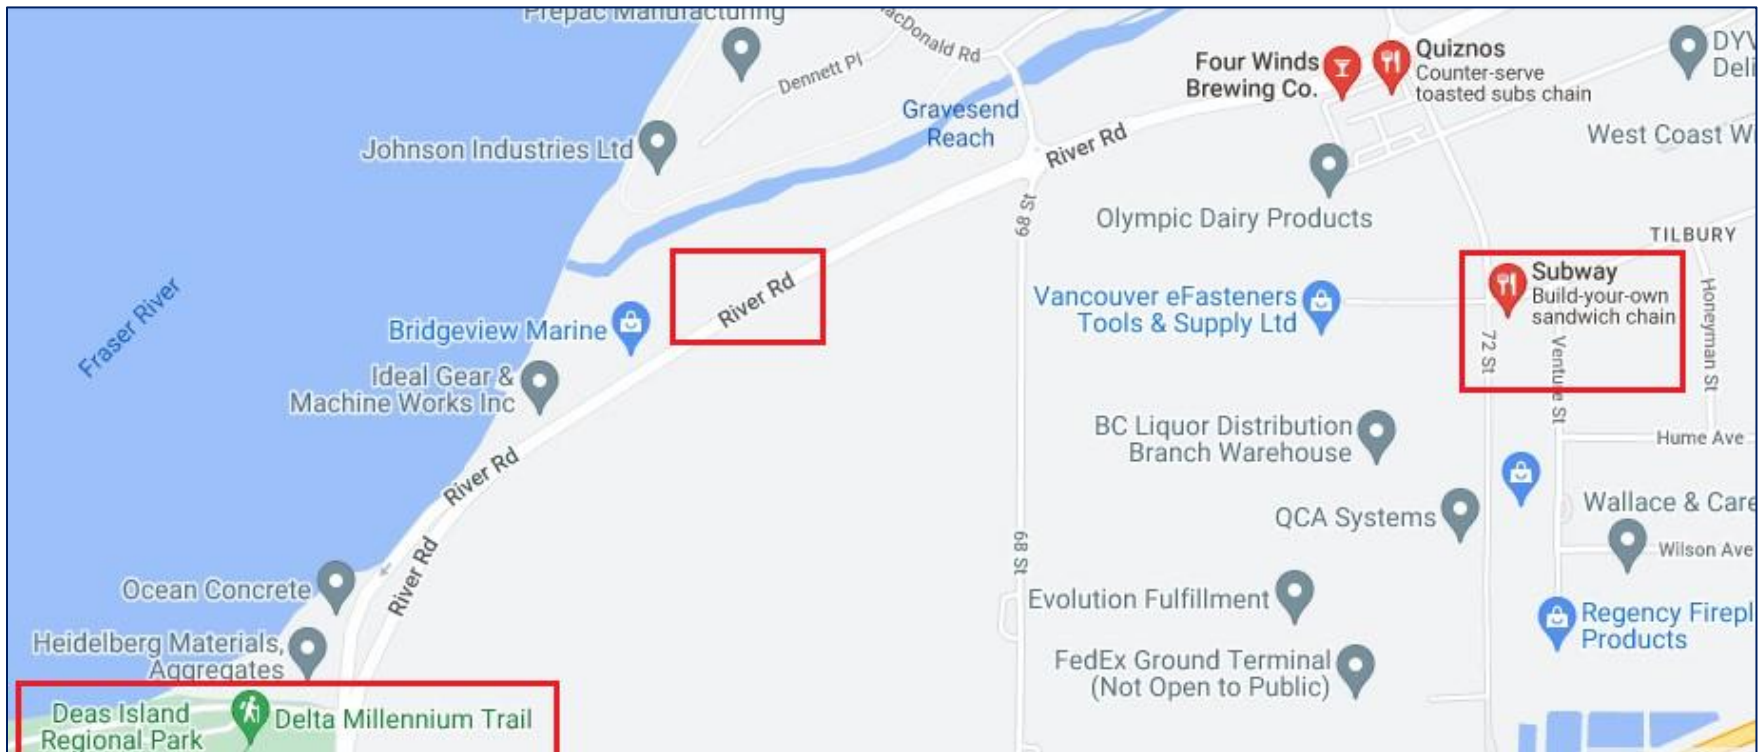 Prepac Manufacturing
MacDonald Rd
Dennett Pl
Four Winds
Brewing Co.
Quiznos
Counter-serve
toasted subs chain
Gravesend
Reach
River Rd
West Coast
Johnson Industries Ltd
68 St
Olympic Dairy Products
TILBURY
Subway
Build-your-own
sandwich chain
River Rd
Vancouver eFasteners
Tools & Supply Ltd
Fraser River
Bridgeview Marine
72 St
Venture St
Honeyman St
Ideal Gear &
Machine Works Inc
BC Liquor Distribution
Branch Warehouse
Hume Ave
River Rd
QCA Systems
Wallace &
Wilson Ave
68 St
River Rd
Ocean Concrete
Evolution Fulfillment
Regency
Products
Heidelberg Materials,
Aggregates
FedEx Ground Terminal
(Not Open to Public)
Deas Island
Regional Park
Delta Millennium Trail